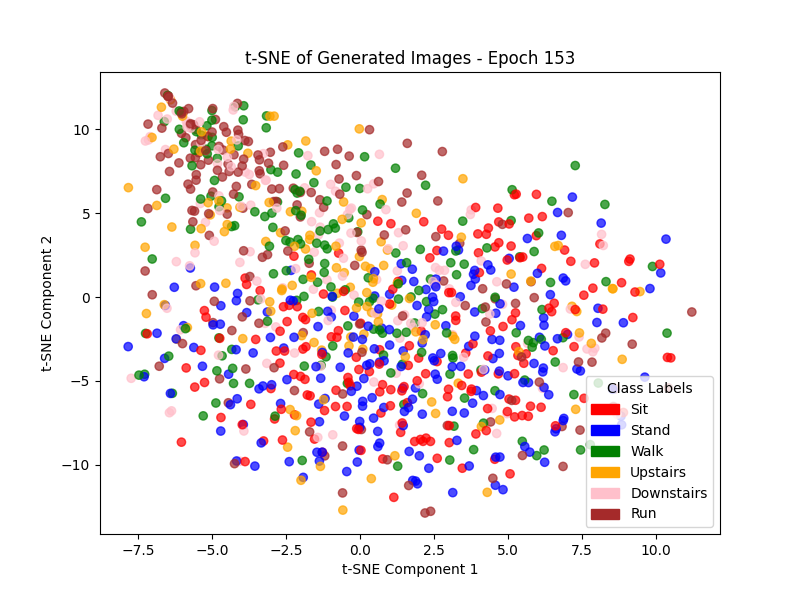 t-SNE of Generated Images - Epoch 153
t-SNE Component 2
10
5
0
−5
−10
Class Labels
Sit
Stand
Walk
Upstairs
Downstairs
Run
−7.5 −5.0 −2.5 0.0 2.5 5.0 7.5 10.0
t-SNE Component 1